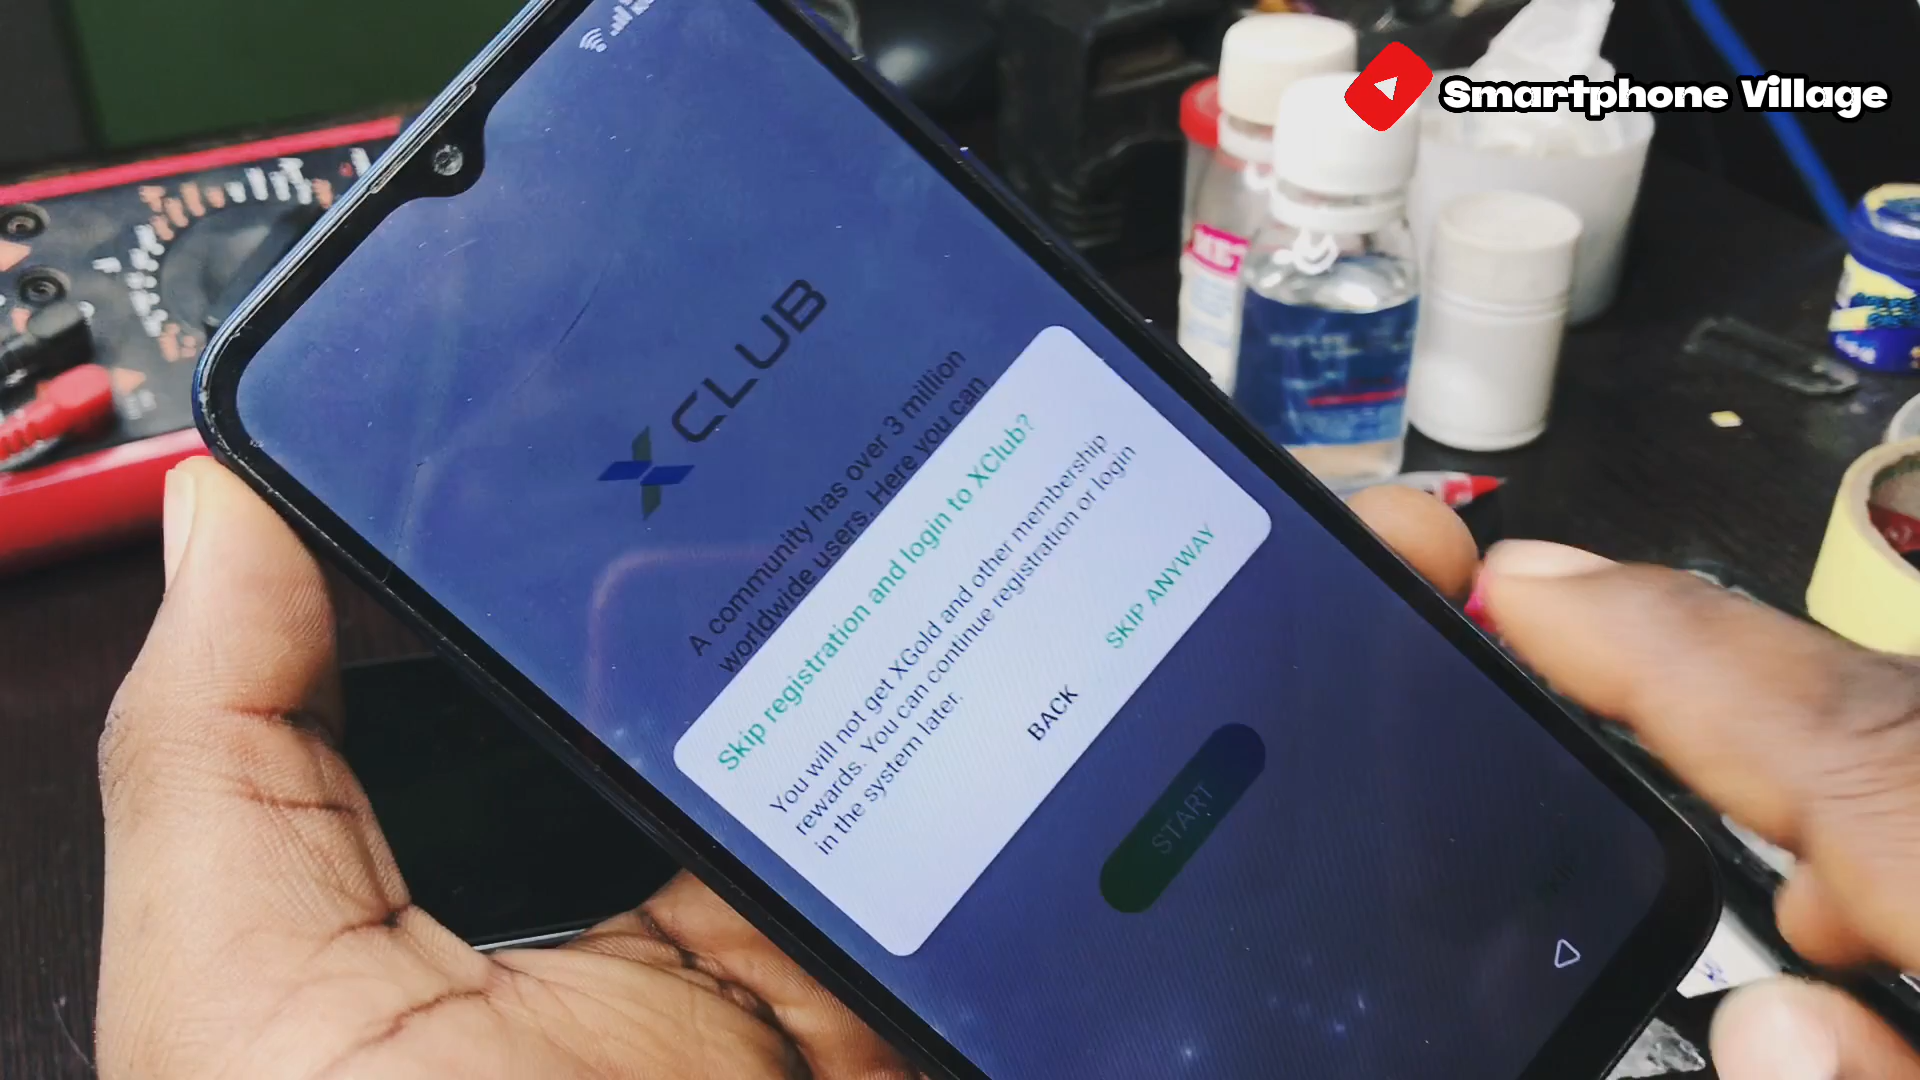 Smartphone Village
XCLUB
A community has over 3 million
worldwide users. Here you can
Skip registration and login to XClub?
You will not get XGold and other membership
rewards. You can continue registration or login
in the system later.
BACK
SKIP ANYWAY
START